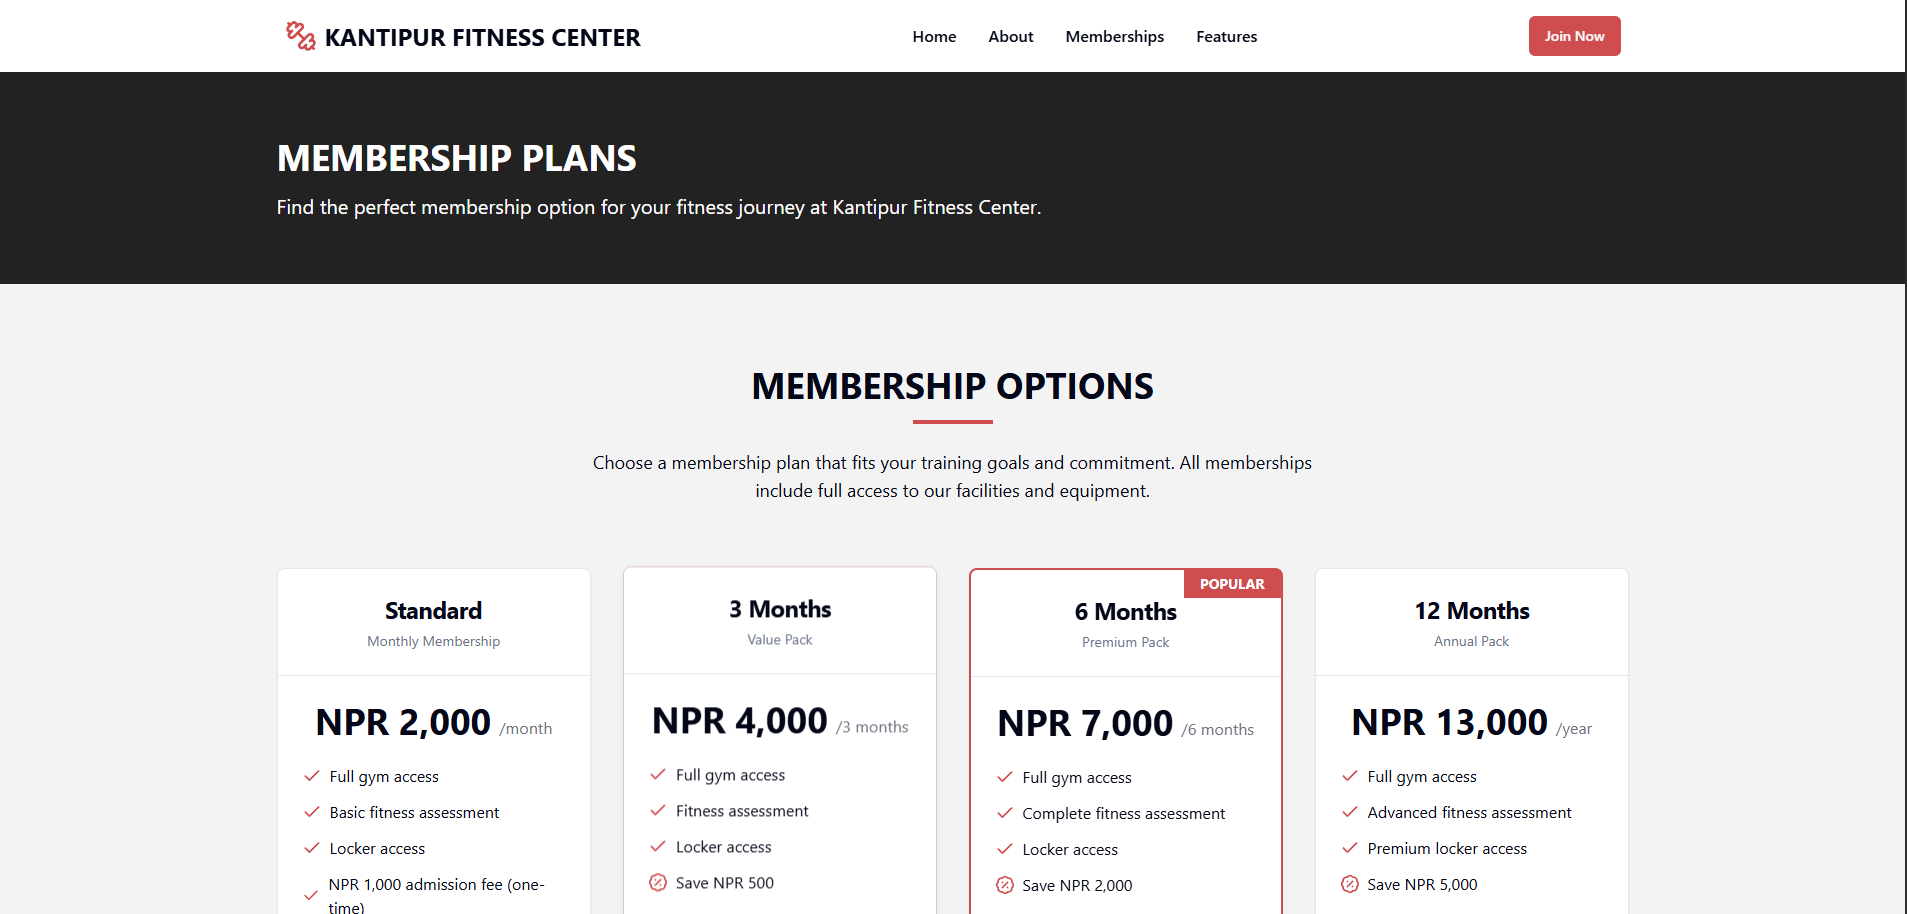 KANTIPUR FITNESS CENTER
Home
About
Memberships
Features
Join Now
MEMBERSHIP PLANS
Find the perfect membership option for your fitness journey at Kantipur Fitness Center.
MEMBERSHIP OPTIONS
Choose a membership plan that fits your training goals and commitment. All memberships
include full access to our facilities and equipment.
Standard
Monthly Membership
NPR 2,000 /month
Full gym access
Basic fitness assessment
Locker access
NPR 1,000 admission fee (one-
time)
3 Months
Value Pack
NPR 4,000 /3 months
Full gym access
Fitness assessment
Locker access
Save NPR 500
POPULAR
6 Months
Premium Pack
NPR 7,000 /6 months
Full gym access
Complete fitness assessment
Locker access
Save NPR 2,000
12 Months
Annual Pack
NPR 13,000 /year
Full gym access
Advanced fitness assessment
Premium locker access
Save NPR 5,000